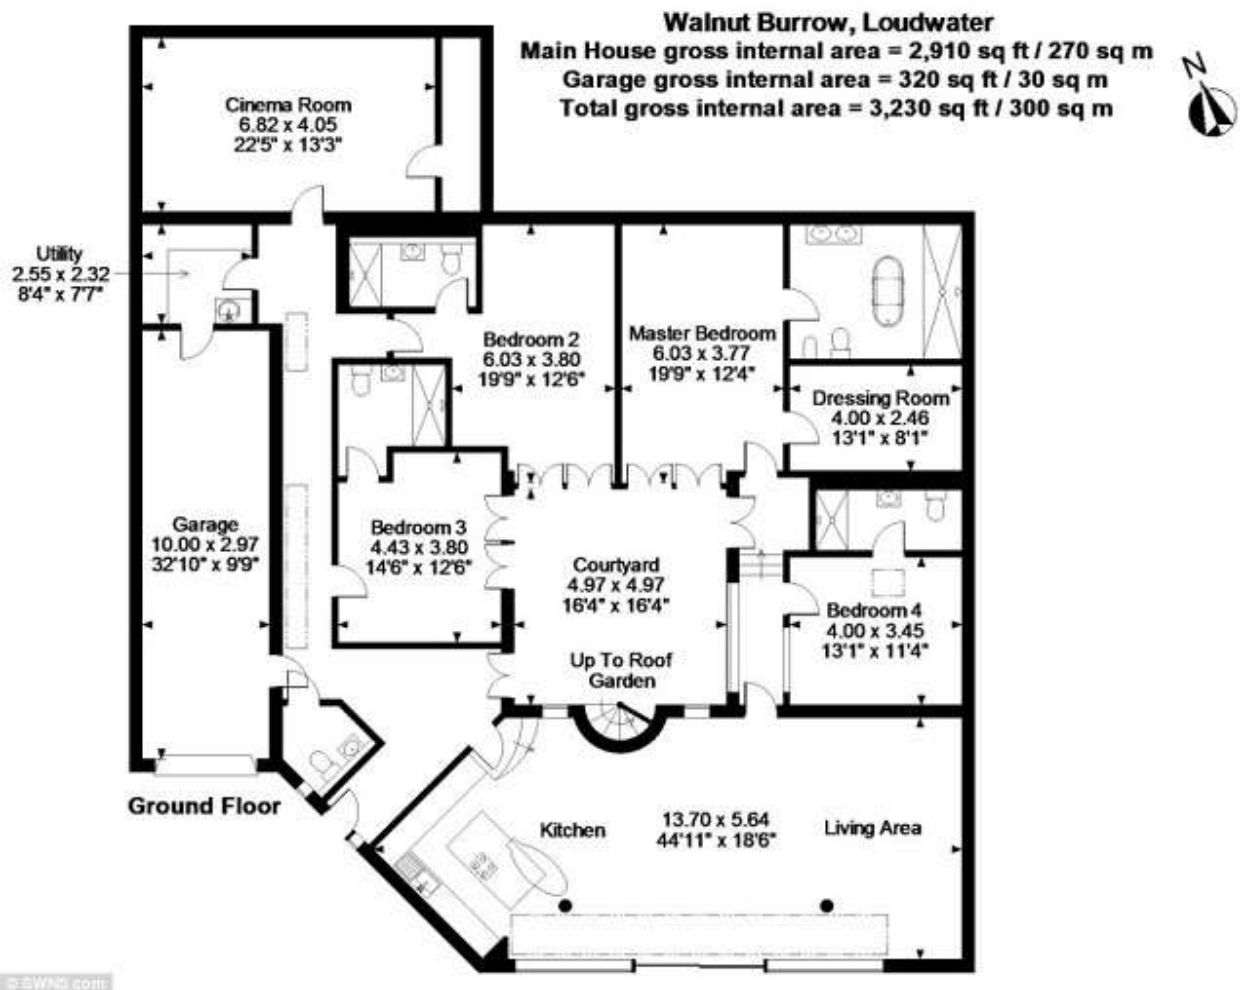 Walnut Burrow, Loudwater
Main House gross internal area = 2,910 sq ft / 270 sq m
Garage gross internal area = 320 sq ft / 30 sq m
Total gross internal area = 3,230 sq ft / 300 sq m
N
Cinema Room
6.82 x 4.05
22'5" x 13'3"
Utility
2.55 x 2.32
8'4" x 7'7"
Bedroom 2
6.03 x 3.80
19'9" x 12'6"
Master Bedroom
6.03 x 3.77
19'9" x 12'4"
Dressing Room
4.00 x 2.46
13'1" x 8'1"
Garage
10.00 x 2.97
32'10" x 9'9"
Bedroom 3
4.43 x 3.80
14'6" x 12'6"
Courtyard
4.97 x 4.97
16'4" x 16'4"
Bedroom 4
4.00 x 3.45
13'1" x 11'4"
Up To Roof
Garden
Ground Floor
Kitchen
13.70 x 5.64
44'11" x 18'6"
Living Area
© SWNS.com